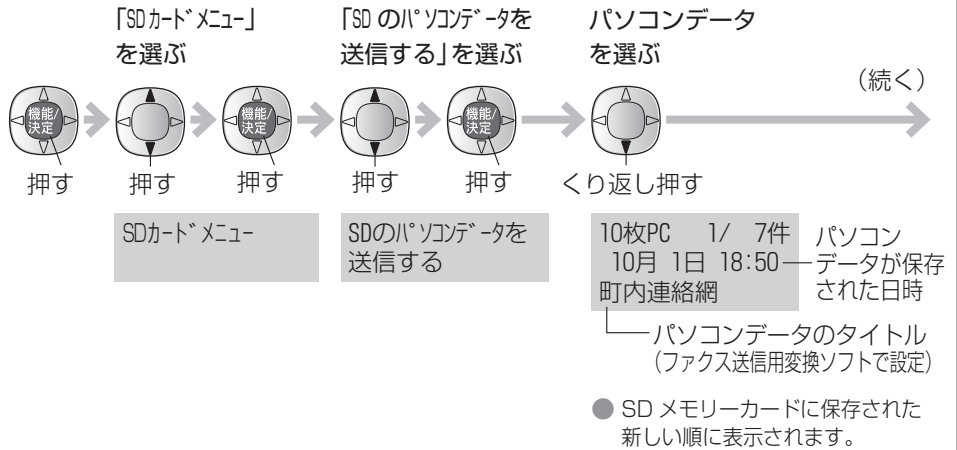 「SDカードメニュー」
を選ぶ
「SDのパソコンデータを
送信する」を選ぶ
パソコンデータ
を選ぶ
(続く)
機能/
決定
機能/
決定
機能/
決定
押す
押す
押す
押す
押す
くり返し押す
SDカードメニュー
SDのパソコンデータを
送信する
10枚PC 1/ 7件
10月 1日 18:50
町内連絡網
パソコン
データが保存
された日時
パソコンデータのタイトル
(ファクス送信用変換ソフトで設定)
● SD メモリーカードに保存された
新しい順に表示されます。